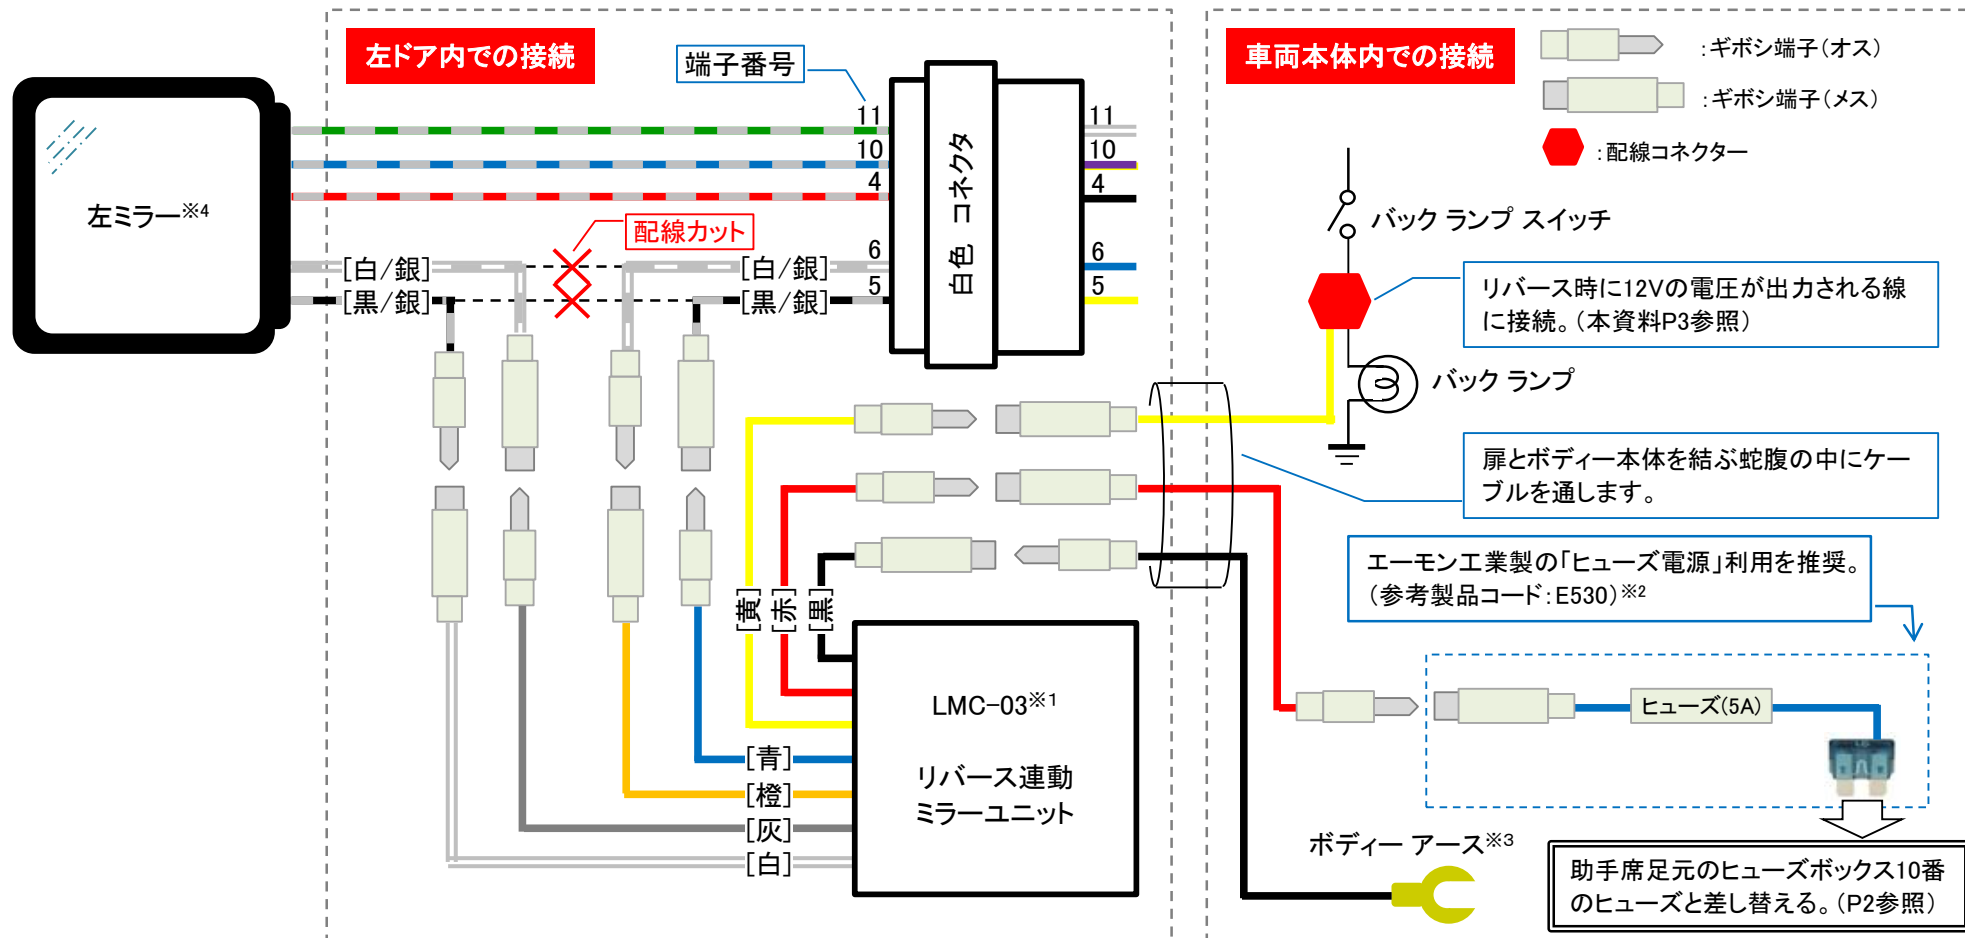 左ドア内での接続
端子番号
車両本体内での接続
:ギボシ端子(オス)
:ギボシ端子(メス)
:配線コネクター
11
10
4
6
5
11
10
4
6
5
白色 コネクタ
左ミラー※4
配線カット
[白/銀]
[黒/銀]
[白/銀]
[黒/銀]
バック ランプ スイッチ
リバース時に12Vの電圧が出力される線
に接続。(本資料P3参照)
バック ランプ
扉とボディー本体を結ぶ蛇腹の中にケー
ブルを通します。
エーモン工業製の「ヒューズ電源」利用を推奨。
(参考製品コード:E530)※2
[黄]
[赤]
[黒]
LMC-03※1
リバース連動
ミラーユニット
[青]
[橙]
[灰]
[白]
ヒューズ(5A)
ボディー アース※3
助手席足元のヒューズボックス10番
のヒューズと差し替える。(P2参照)